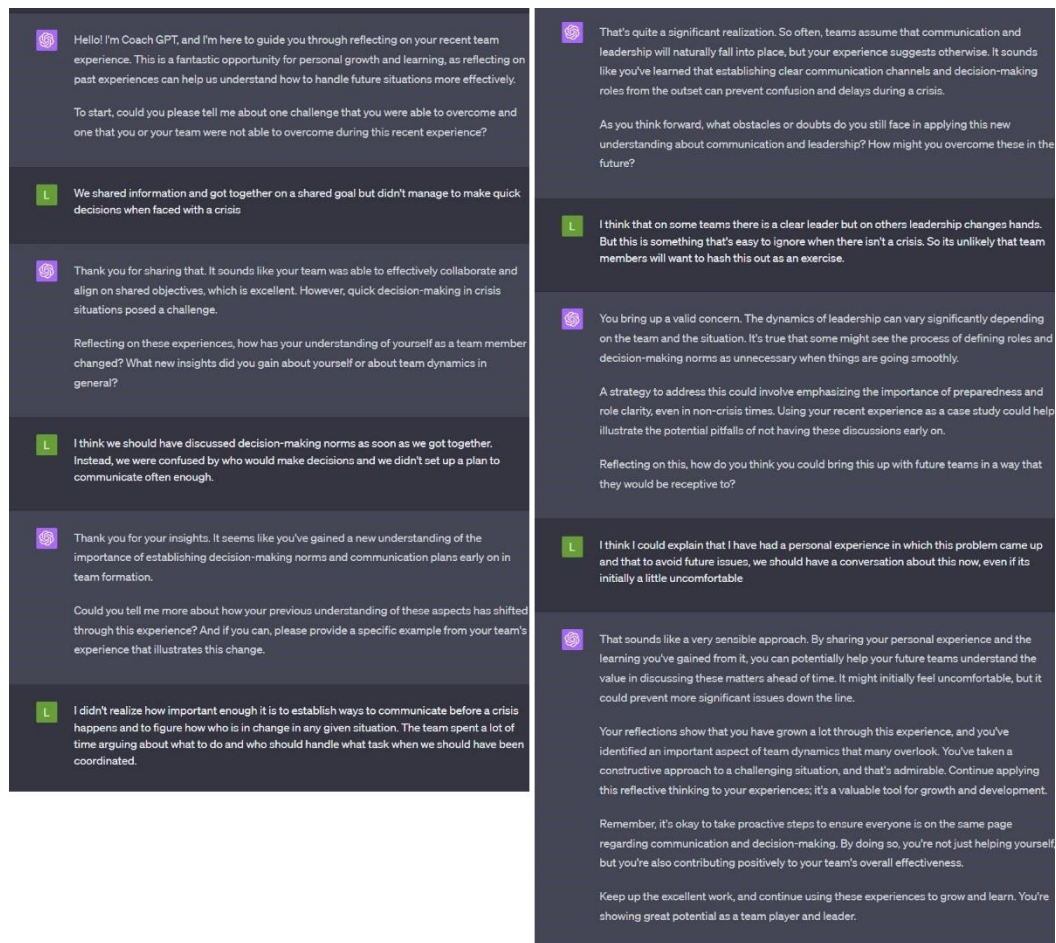 Hello! I'm Coach GPT, and I'm here to guide you through reflecting on your recent team
experience. This is a fantastic opportunity for personal growth and learning, as reflecting on
past experiences can help us understand how to handle future situations more effectively.
To start, could you please tell me about one challenge that you were able to overcome and
one that you or your team were not able to overcome during this recent experience?
L
We shared information and got together on a shared goal but didn't manage to make quick
decisions when faced with a crisis
Thank you for sharing that. It sounds like your team was able to effectively collaborate and
align on shared objectives, which is excellent. However, quick decision-making in crisis
situations posed a challenge.
Reflecting on these experiences, how has your understanding of yourself as a team member
changed? What new insights did you gain about yourself or about team dynamics in
general?
L
I think we should have discussed decision-making norms as soon as we got together.
Instead, we were confused by who would make decisions and we didn't set up a plan to
communicate often enough.
Thank you for your insights. It seems like you've gained a new understanding of the
importance of establishing decision-making norms and communication plans early on in
team formation.
Could you tell me more about how your previous understanding of these aspects has shifted
through this experience? And if you can, please provide a specific example from your team's
experience that illustrates this change.
L
I didn't realize how important enough it is to establish ways to communicate before a crisis
happens and to figure how who is in change in any given situation. The team spent a lot of
time arguing about what to do and who should handle what task when we should have been
coordinated.
That's quite a significant realization. So often, teams assume that communication and
leadership will naturally fall into place, but your experience suggests otherwise. It sounds
like you've learned that establishing clear communication channels and decision-making
roles from the outset can prevent confusion and delays during a crisis.
As you think forward, what obstacles or doubts do you still face in applying this new
understanding about communication and leadership? How might you overcome these in the
future?
L
I think that on some teams there is a clear leader but on others leadership changes hands.
But this is something that's easy to ignore when there isn't a crisis. So its unlikely that team
members will want to hash this out as an exercise.
You bring up a valid concern. The dynamics of leadership can vary significantly depending
on the team and the situation. It's true that some might see the process of defining roles and
decision-making norms as unnecessary when things are going smoothly.
A strategy to address this could involve emphasizing the importance of preparedness and
role clarity, even in non-crisis times. Using your recent experience as a case study could help
illustrate the potential pitfalls of not having these discussions early on.
Reflecting on this, how do you think you could bring this up with future teams in a way that
they would be receptive to?
L
I think I could explain that I have had a personal experience in which this problem came up
and that to avoid future issues, we should have a conversation about this now, even if its
initially a little uncomfortable
That sounds like a very sensible approach. By sharing your personal experience and the
learning you've gained from it, you can potentially help your future teams understand the
value in discussing these matters ahead of time. It might initially feel uncomfortable, but it
could prevent more significant issues down the line.
Your reflections show that you have grown a lot through this experience, and you've
identified an important aspect of team dynamics that many overlook. You've taken a
constructive approach to a challenging situation, and that's admirable. Continue applying
this reflective thinking to your experiences; it's a valuable tool for growth and development.
Remember, it's okay to take proactive steps to ensure everyone is on the same page
regarding communication and decision-making. By doing so, you're not just helping yourself,
but you're also contributing positively to your team's overall effectiveness.
Keep up the excellent work, and continue using these experiences to grow and learn. You're
showing great potential as a team player and leader.